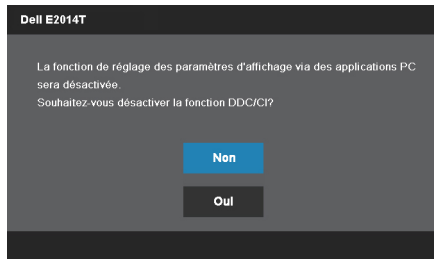 Dell E2014T
La fonction de réglage des paramètres d'affichage via des applications PC
sera désactivée.
Souhaitez-vous désactiver la fonction DDC/CI?
Non
Oui